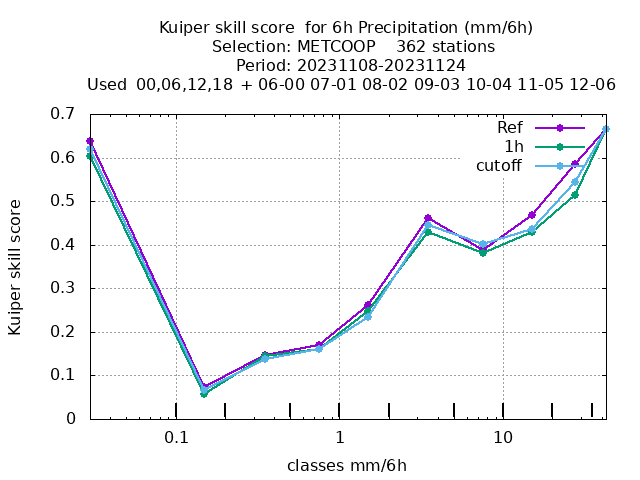 Kuiper skill score  for 6h Precipitation (mm/6h)
Selection: METCOOP    362 stations
Period: 20231108-20231124
Used  00,06,12,18  + 06-00 07-01 08-02 09-03 10-04 11-05 12-06
Ref
1h
cutoff
Kuiper skill score
0.7
0.6
0.5
0.4
0.3
0.2
0.1
0
0.1
1
10
classes mm/6h